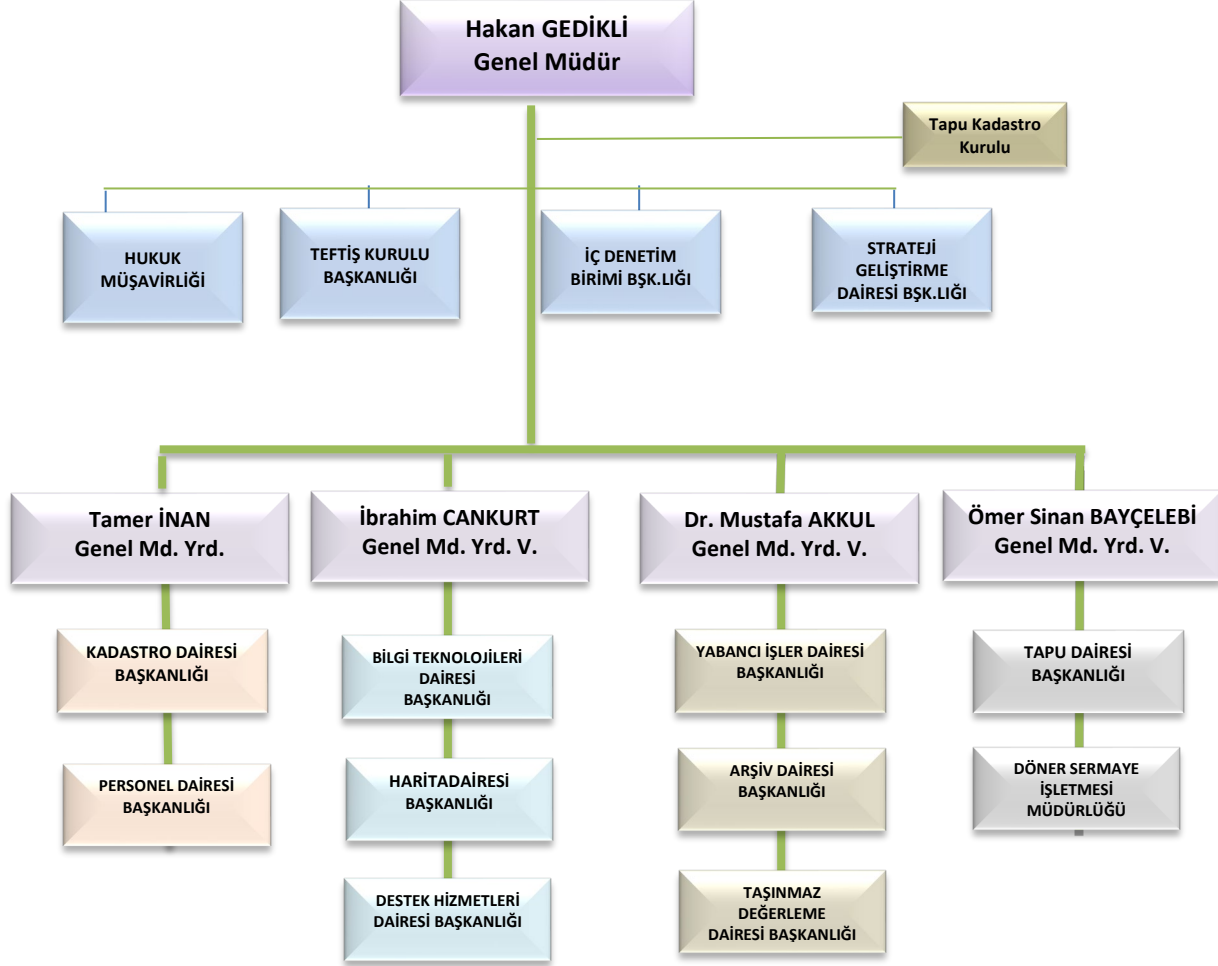 Hakan GEDİKLİ
Genel Müdür
Tapu Kadastro
Kurulu
HUKUK
MÜŞAVİRLİĞİ
TEFTİŞ KURULU
BAŞKANLIĞI
İÇ DENETİM
BİRİMİ BŞK.LIĞI
STRATEJİ
GELİŞTİRME
DAİRESİ BŞK.LIĞI
Tamer İNAN
Genel Md. Yrd.
İbrahim CANKURT
Genel Md. Yrd. V.
Dr. Mustafa AKKUL
Genel Md. Yrd. V.
Ömer Sinan BAYÇELEBİ
Genel Md. Yrd. V.
KADASTRO DAİRESİ
BAŞKANLIĞI
BİLGİ TEKNOLOJİLERİ
DAİRESİ
BAŞKANLIĞI
YABANCI İŞLER DAİRESİ
BAŞKANLIĞI
TAPU DAİRESİ
BAŞKANLIĞI
PERSONEL DAİRESİ
BAŞKANLIĞI
HARİTADAİRESİ
BAŞKANLIĞI
ARŞİV DAİRESİ
BAŞKANLIĞI
DÖNER SERMAYE
İŞLETMESİ
MÜDÜRLÜĞÜ
DESTEK HİZMETLERİ
DAİRESİ BAŞKANLIĞI
TAŞINMAZ
DEĞERLEME
DAİRESİ BAŞKANLIĞI